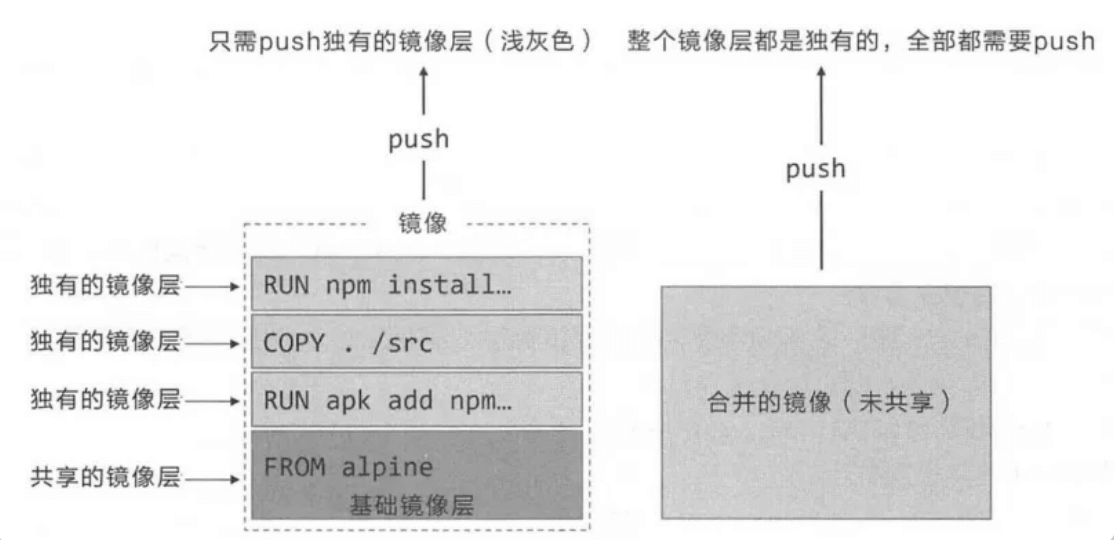 只需push独有的镜像层（浅灰色）
整个镜像层都是独有的，全部都需要push
push
push
镜像
独有的镜像层
RUN npm install…
独有的镜像层
COPY . /src
独有的镜像层
RUN apk add npm…
合并的镜像（未共享）
共享的镜像层
FROM alpine
基础镜像层